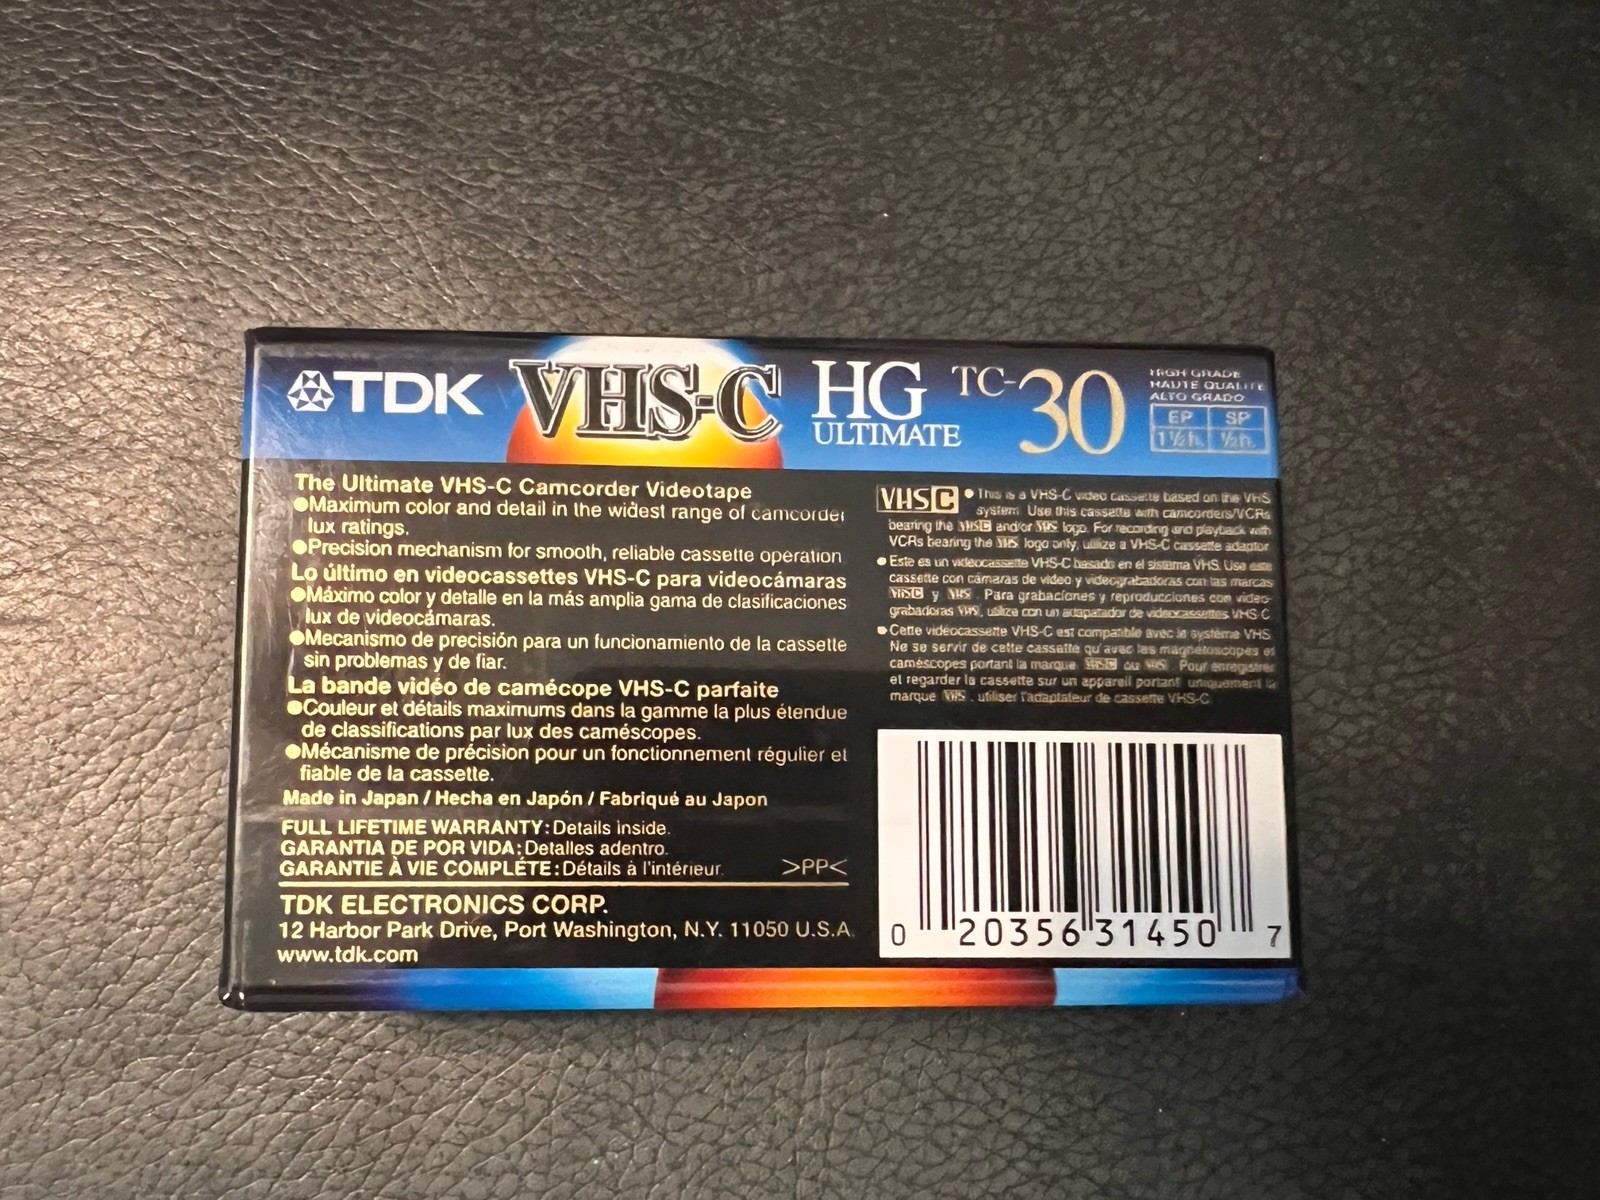 TDK VHS-C HG ULTIMATE TC-30
HIGH GRADE
HAUTE QUALITE
ALTO GRADO
EP SP
1 ½ h. ½ h.
The Ultimate VHS-C Camcorder Videotape
●Maximum color and detail in the widest range of camcorder
lux ratings.
●Precision mechanism for smooth, reliable cassette operation
Lo último en videocassettes VHS-C para videocámaras
●Máximo color y detalle en la más amplia gama de clasificaciones
lux de videocámaras.
●Mecanismo de precisión para un funcionamiento de la cassette
sin problemas y de fiar.
La bande vidéo de camécope VHS-C parfaite
●Couleur et détails maximums dans la gamme la plus étendue
de classifications par lux des caméscopes.
●Mécanisme de précision pour un fonctionnement régulier et
fiable de la cassette.
Made in Japan / Hecha en Japón / Fabriqué au Japon
FULL LIFETIME WARRANTY: Details inside.
GARANTIA DE POR VIDA: Detalles adentro.
GARANTIE À VIE COMPLÉTE: Détails à l'intérieur. >PP<
TDK ELECTRONICS CORP.
12 Harbor Park Drive, Port Washington, N.Y. 11050 U.S.A.
www.tdk.com
VHSC ● This is a VHS-C video cassette based on the VHS
system. Use this cassette with camcorders/VCRs
bearing the VHSC and/or VHS logo. For recording and playback with
VCRs bearing the VHS logo only, utilize a VHS-C cassette adaptor.
● Este es un videocassette VHS-C basado en el sistema VHS. Use este
cassette con cámaras de video y videograbadoras con las marcas
VHSC y VHS. Para grabaciones y reproducciones con video-
grabadoras VHS, utilize con un adapatador de videocassettes VHS-C
● Cette vidéocassette VHS-C est compatible avec le système VHS.
Ne se servir de cette cassette qu'avec les magnétoscopes et
caméscopes portant la marque VHSC ou VHS. Pour enregistrer
et regarder la cassette sur un appareil portant uniquement la
marque VHS, utiliser l'adaptateur de cassette VHS-C
0 20356 31450 7